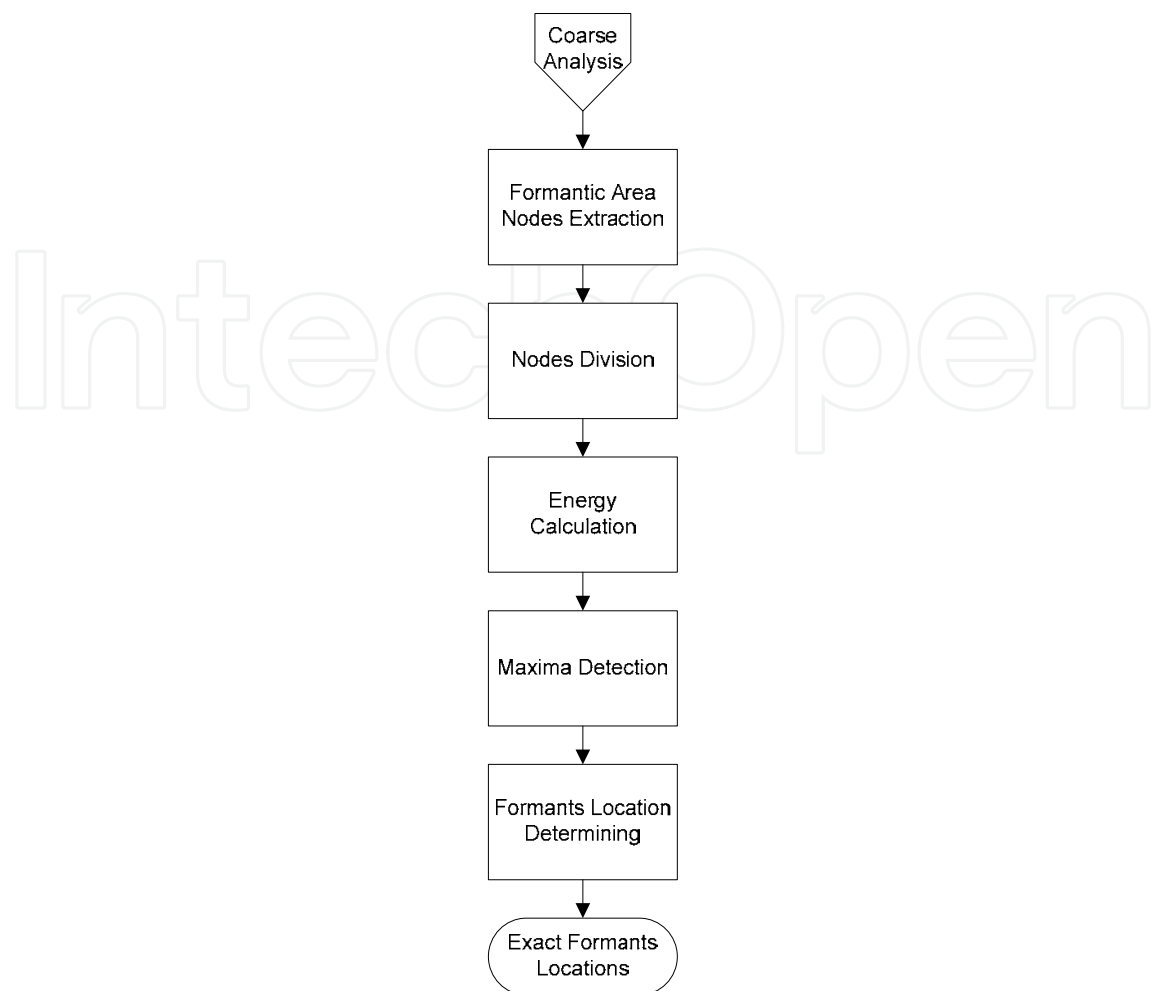 Coarse
Analysis
Formantic Area
Nodes Extraction
IntechOpen
Nodes Division
Energy
Calculation
Maxima Detection
Formants Location
Determining
Exact Formants
Locations